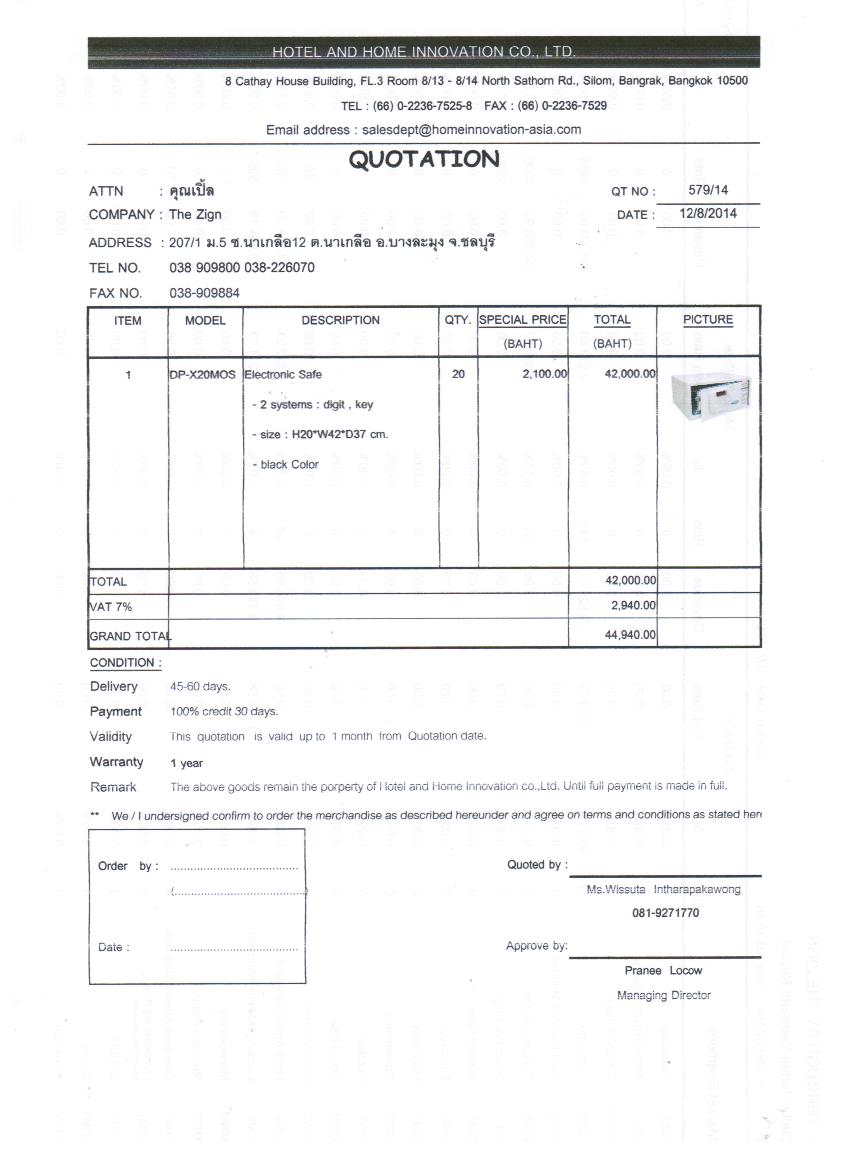 HOTEL AND HOME INNOVATION CO., LTD.
8 Cathay House Building, FL.3 Room 8/13 - 8/14 North Sathorn Rd., Silom, Bangrak, Bangkok 10500
TEL : (66) 0-2236-7525-8 FAX : (66) 0-2236-7529
Email address : salesdept@homeinnovation-asia.com
QUOTATION
ATTN : คุณเปิ้ล QT NO : 579/14
COMPANY : The Zign DATE : 12/8/2014
ADDRESS : 207/1 ม.5 ซ.นาเกลือ12 ต.นาเกลือ อ.บางละมุง จ.ชลบุรี
TEL NO. 038 909800 038-226070
FAX NO. 038-909884
ITEM MODEL DESCRIPTION QTY. SPECIAL PRICE TOTAL PICTURE
(BAHT) (BAHT)
1 DP-X20MOS Electronic Safe 20 2,100.00 42,000.00
- 2 systems : digit , key
- size : H20*W42*D37 cm.
- black Color
TOTAL 42,000.00
VAT 7% 2,940.00
GRAND TOTAL 44,940.00
CONDITION :
Delivery 45-60 days.
Payment 100% credit 30 days.
Validity This quotation is valid up to 1 month from Quotation date.
Warranty 1 year
Remark The above goods remain the porperty of Hotel and Home Innovation co.,Ltd. Until full payment is made in full.
** We / I undersigned confirm to order the merchandise as described hereunder and agree on terms and conditions as stated here
Order by : ...................................... Quoted by :
(......................................) Ms.Wissuta Intharapakawong
081-9271770
Date : ...................................... Approve by:
Pranee Locow
Managing Director